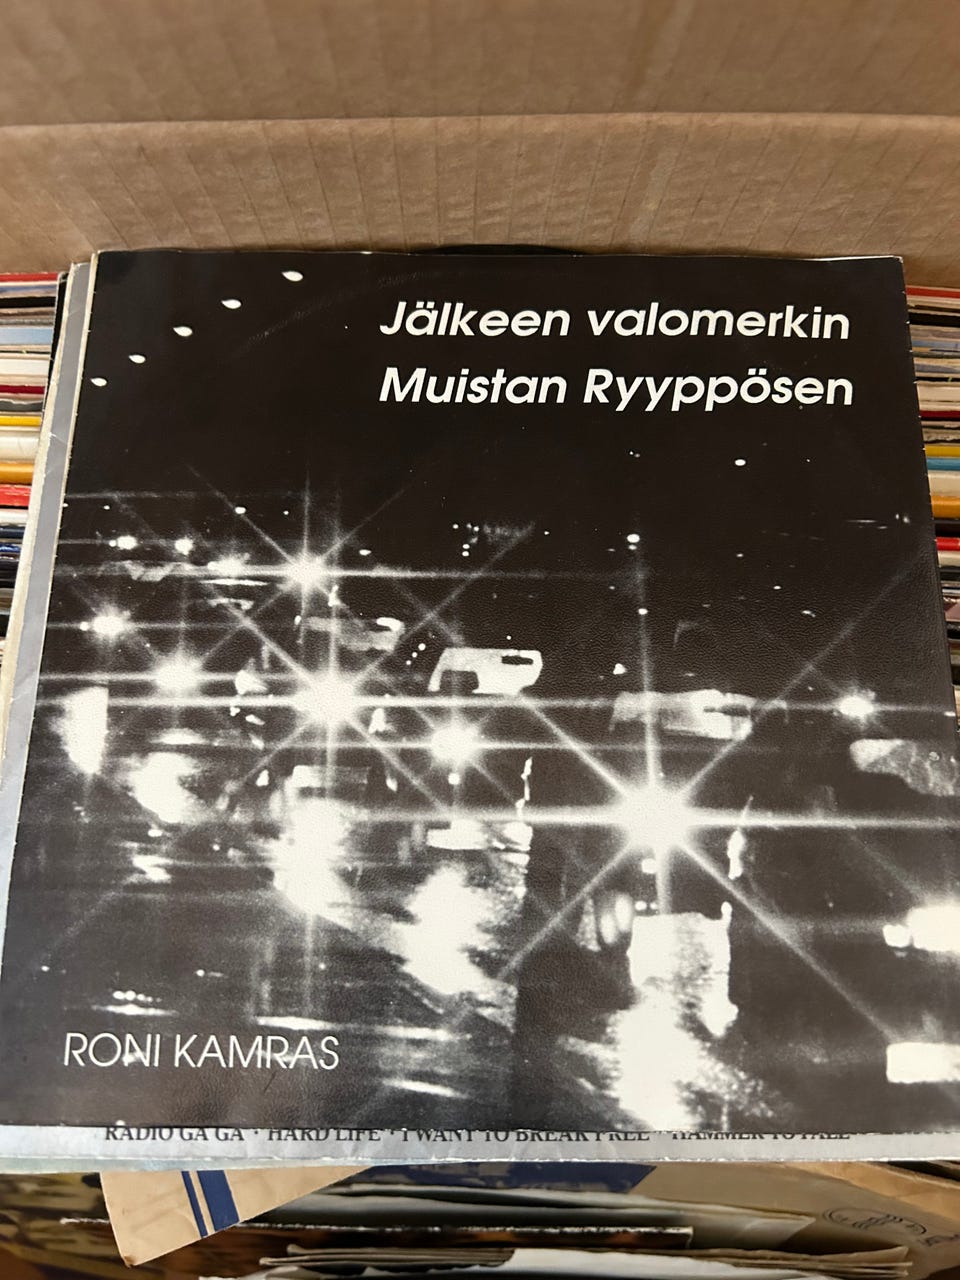 Jälkeen valomerkin
Muistan Ryyppösen
RONI KAMRAS
RADIO GA GA · HARD LIFE · I WANT TO BREAK FREE · HAMMER TO FALL